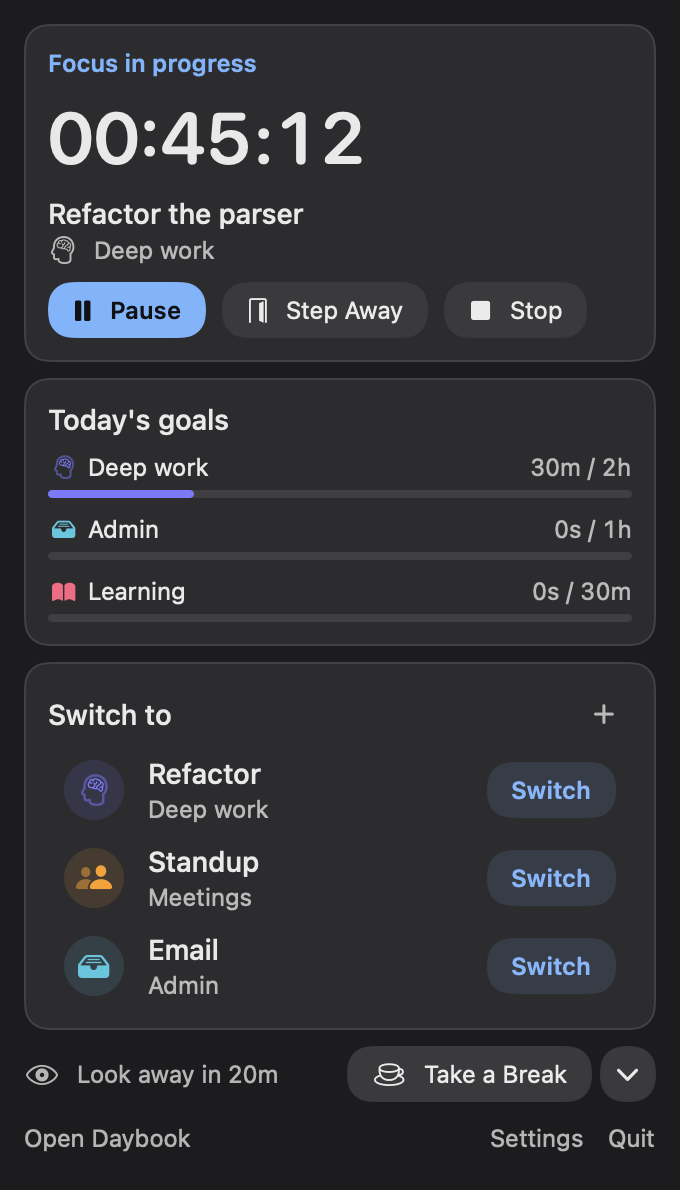 Focus in progress
00:45:12
Refactor the parser
Deep work
Pause Step Away Stop
Today's goals
Deep work 30m / 2h
Admin 0s / 1h
Learning 0s / 30m
Switch to +
Refactor
Deep work
Switch
Standup
Meetings
Switch
Email
Admin
Switch
Look away in 20m Take a Break
Open Daybook Settings Quit